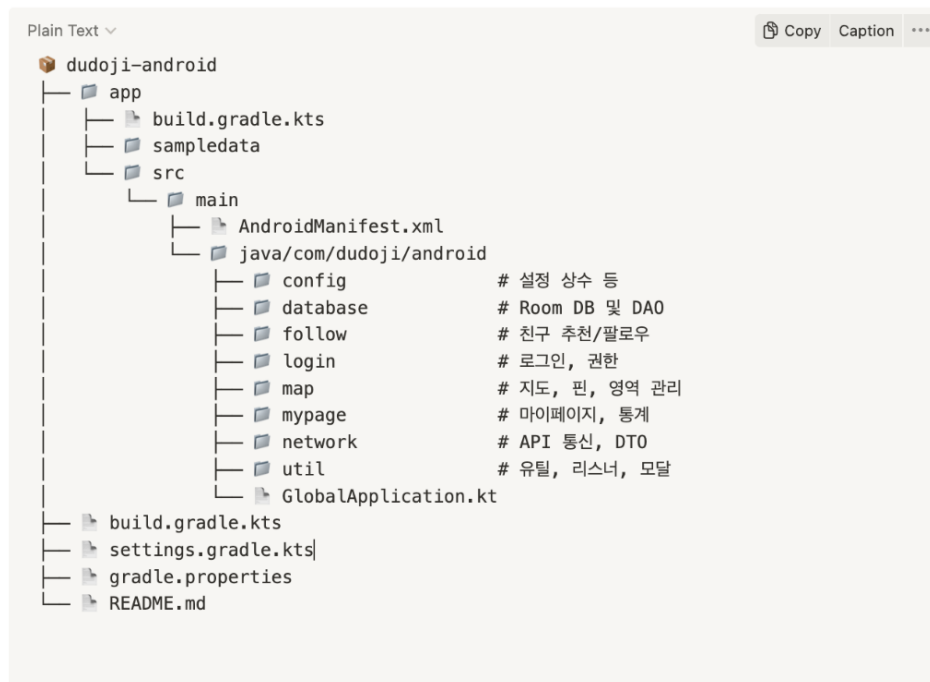 Plain Text
Copy Caption ...
📦 dudoji-android
├── 📁 app
│   ├── 📄 build.gradle.kts
│   ├── 📁 sampledata
│   └── 📁 src
│       └── 📁 main
│           ├── 📄 AndroidManifest.xml
│           └── 📁 java/com/dudoji/android
│               ├── 📁 config              # 설정 상수 등
│               ├── 📁 database            # Room DB 및 DAO
│               ├── 📁 follow              # 친구 추천/팔로우
│               ├── 📁 login               # 로그인, 권한
│               ├── 📁 map                 # 지도, 핀, 영역 관리
│               ├── 📁 mypage              # 마이페이지, 통계
│               ├── 📁 network             # API 통신, DTO
│               ├── 📁 util                # 유틸, 리스너, 모달
│               └── 📄 GlobalApplication.kt
├── 📄 build.gradle.kts
├── 📄 settings.gradle.kts
├── 📄 gradle.properties
└── 📄 README.md